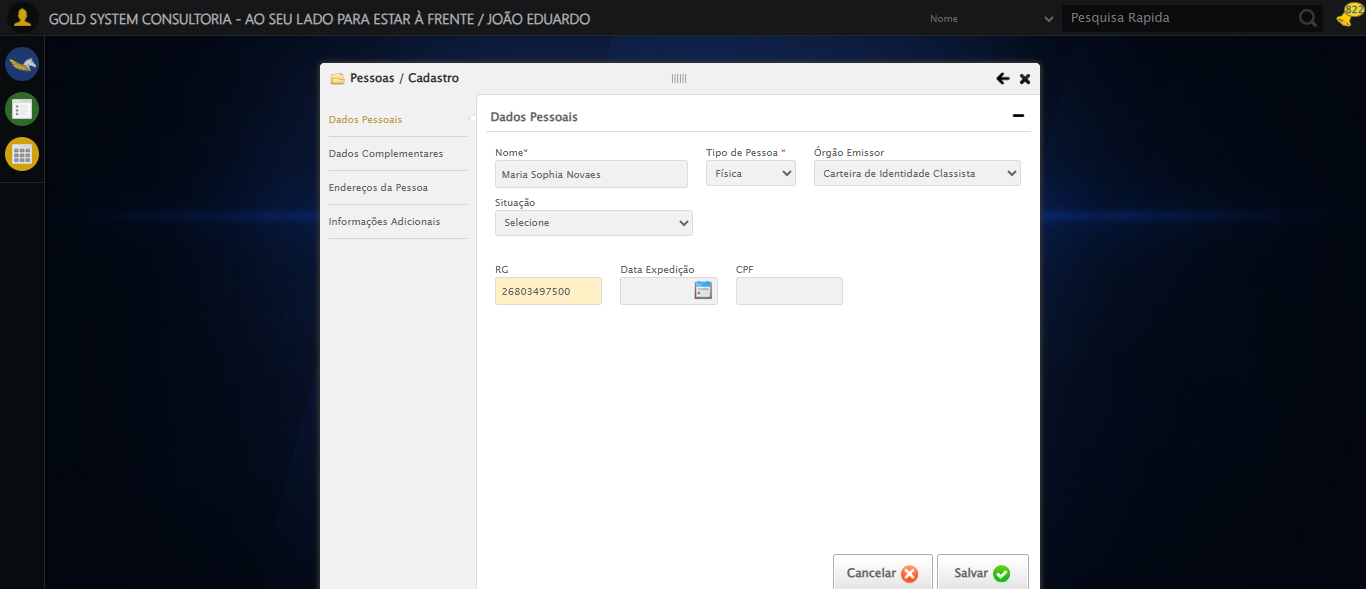 GOLD SYSTEM CONSULTORIA - AO SEU LADO PARA ESTAR À FRENTE / JOÃO EDUARDO
Nome
Pesquisa Rapida
822
Pessoas / Cadastro
Dados Pessoais
Dados Complementares
Endereços da Pessoa
Informações Adicionais
Dados Pessoais
Nome* Tipo de Pessoa * Órgão Emissor
Maria Sophia Novaes Física Carteira de Identidade Classista
Situação
Selecione
RG Data Expedição CPF
26803497500
Cancelar Salvar